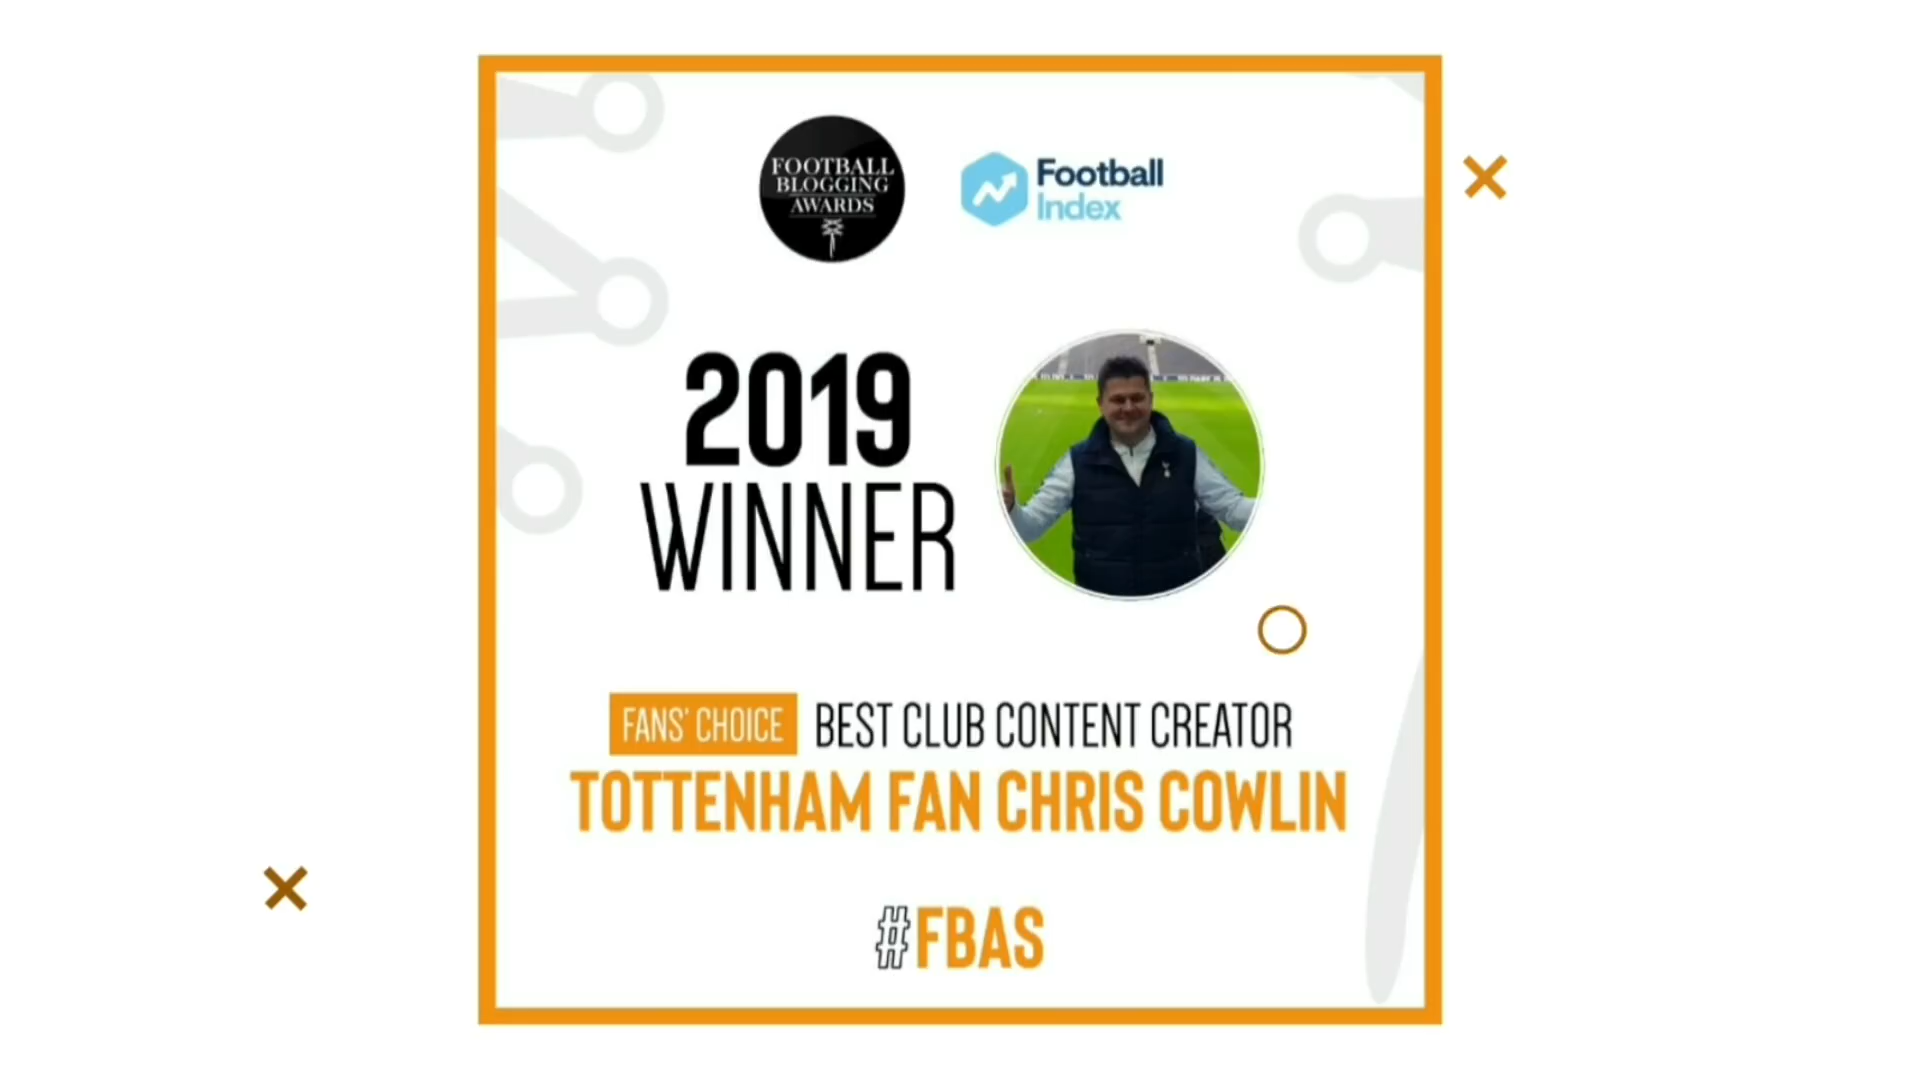 FOOTBALL
BLOGGING
AWARDS
Football
Index
2019
WINNER
FANS' CHOICE BEST CLUB CONTENT CREATOR
TOTTENHAM FAN CHRIS COWLIN
#FBAS